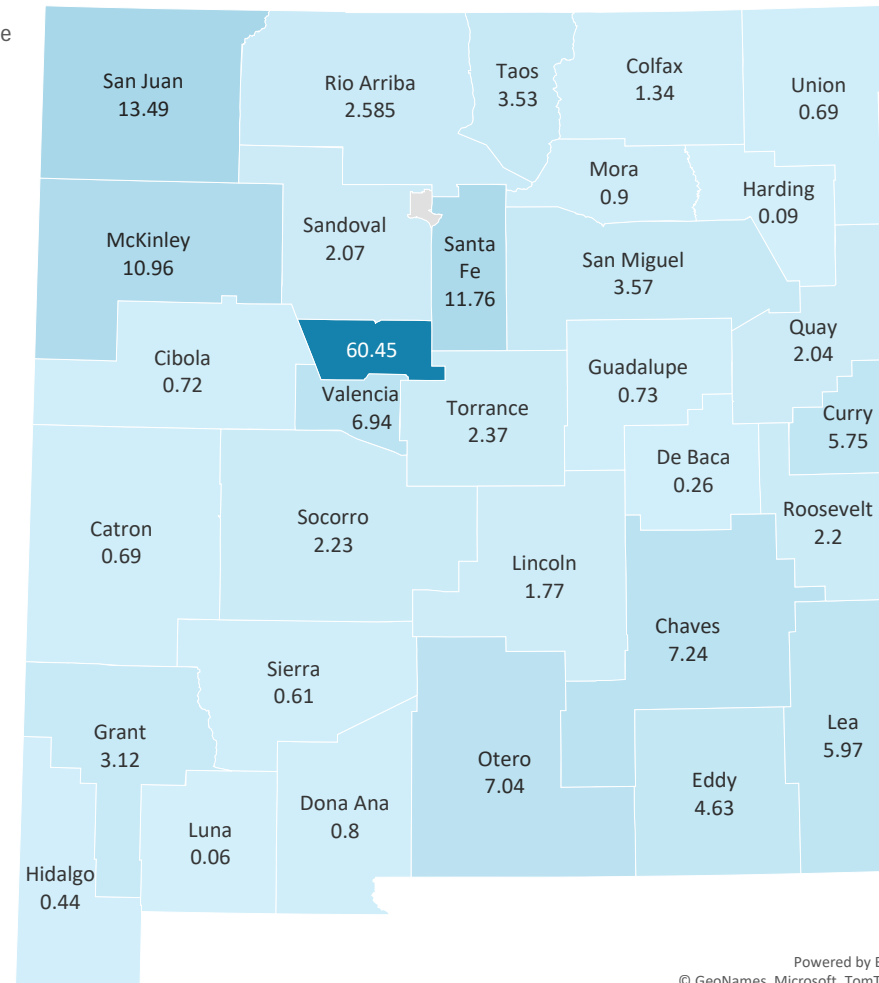 e
San Juan
13.49
Rio Arriba
2.585
Taos
3.53
Colfax
1.34
Union
0.69
Mora
0.9
Harding
0.09
McKinley
10.96
Sandoval
2.07
Santa
Fe
11.76
San Miguel
3.57
Quay
2.04
Cibola
0.72
60.45
Valencia
6.94
Torrance
2.37
Guadalupe
0.73
Curry
5.75
De Baca
0.26
Roosevelt
2.2
Catron
0.69
Socorro
2.23
Lincoln
1.77
Chaves
7.24
Sierra
0.61
Grant
3.12
Otero
7.04
Eddy
4.63
Lea
5.97
Dona Ana
0.8
Luna
0.06
Hidalgo
0.44
Powered by
© GeoNames, Microsoft, TomT